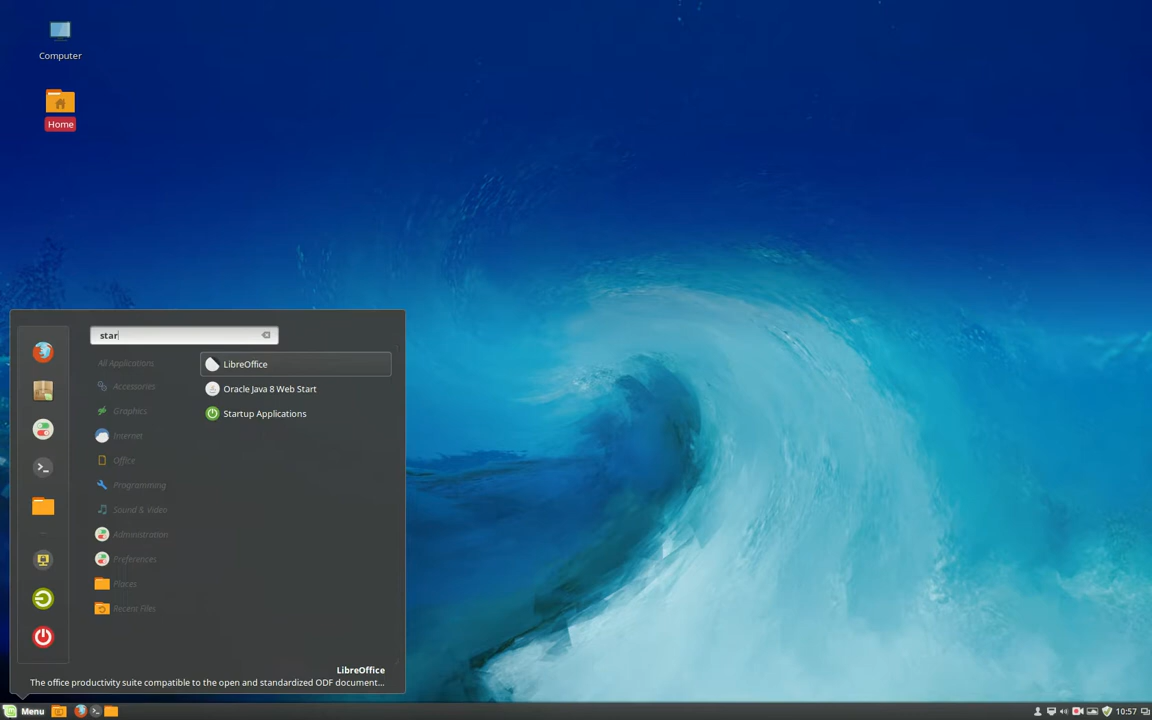 Computer
Home
star
All Applications
Accessories
Graphics
Internet
Office
Programming
Sound & Video
Administration
Preferences
Places
Recent Files
LibreOffice
Oracle Java 8 Web Start
Startup Applications
LibreOffice
The office productivity suite compatible to the open and standardized ODF document...
Menu
10:57